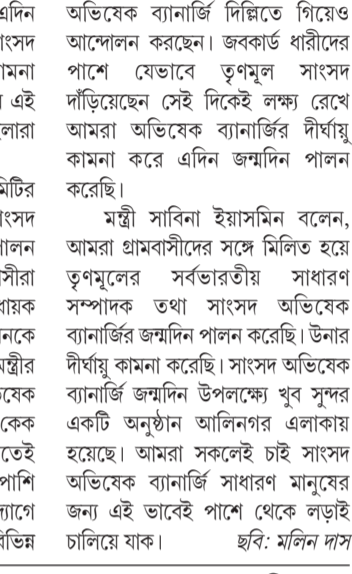 এদিন
অভিষেক ব্যানার্জি দিল্লিতে গিয়েও
আন্দোলন করছেন। জবকার্ড ধারীদের
পাশে যেভাবে তৃণমূল সাংসদ
দাঁড়িয়েছেন সেই দিকেই লক্ষ্য রেখে
আমরা অভিষেক ব্যানার্জির দীর্ঘায়ু
কামনা করে এদিন জন্মদিন পালন
করেছি।
মন্ত্রী সাবিনা ইয়াসমিন বলেন,
আমরা গ্রামবাসীদের সঙ্গে মিলিত হয়ে
তৃণমূলের সর্বভারতীয় সাধারণ
সম্পাদক তথা সাংসদ অভিষেক
ব্যানার্জির জন্মদিন পালন করেছি। উনার
দীর্ঘায়ু কামনা করেছি। সাংসদ অভিষেক
ব্যানার্জি জন্মদিন উপলক্ষ্যে খুব সুন্দর
একটি অনুষ্ঠান আলিনগর এলাকায়
হয়েছে। আমরা সকলেই চাই সাংসদ
অভিষেক ব্যানার্জি সাধারণ মানুষের
জন্য এই ভাবেই পাশে থেকে লড়াই
চালিয়ে যাক। ছবি: মলিন দাস